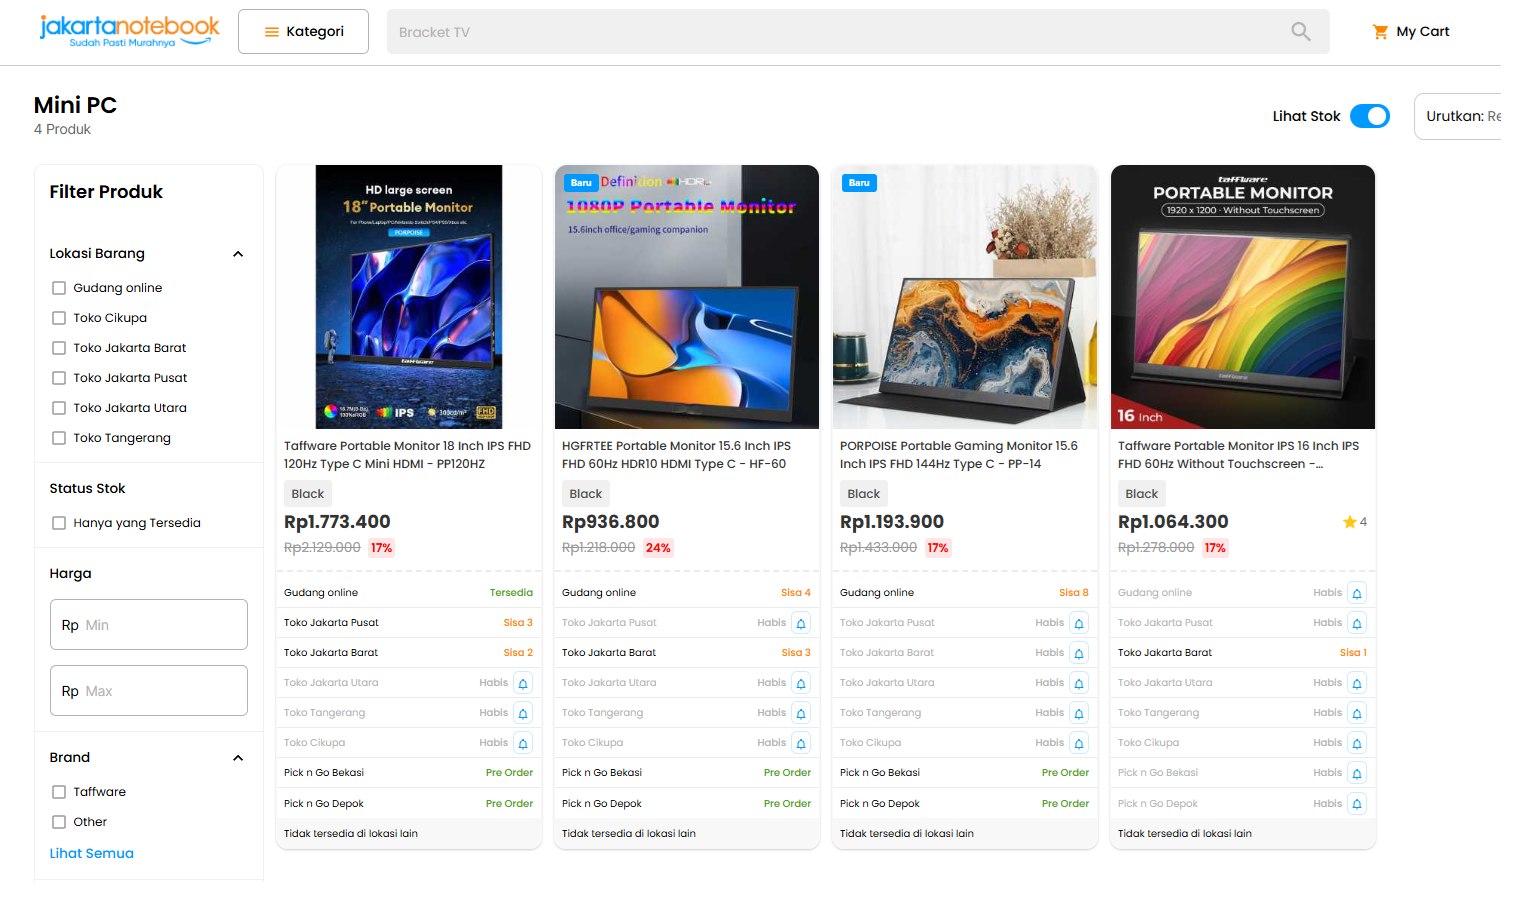 jakartanotebook
Sudah Pasti Murahnya
Kategori
Bracket TV
My Cart
Mini PC
4 Produk
Lihat Stok
Urutkan: Re
Filter Produk
Lokasi Barang
Gudang online
Toko Cikupa
Toko Jakarta Barat
Toko Jakarta Pusat
Toko Jakarta Utara
Toko Tangerang
Status Stok
Hanya yang Tersedia
Harga
Rp Min
Rp Max
Brand
Taffware
Other
Lihat Semua
HD large screen
18" Portable Monitor
PORPOISE
taffware
IPS
300cd/m²
FHD
Taffware Portable Monitor 18 Inch IPS FHD
120Hz Type C Mini HDMI - PP120HZ
Black
Rp1.773.400
Rp2.129.000 17%
Gudang online Tersedia
Toko Jakarta Pusat Sisa 3
Toko Jakarta Barat Sisa 2
Toko Jakarta Utara Habis
Toko Tangerang Habis
Toko Cikupa Habis
Pick n Go Bekasi Pre Order
Pick n Go Depok Pre Order
Tidak tersedia di lokasi lain
Baru
Definition HDR
1080P Portable Monitor
15.6inch office/gaming companion
HGFRTEE Portable Monitor 15.6 Inch IPS
FHD 60Hz HDR10 HDMI Type C - HF-60
Black
Rp936.800
Rp1.218.000 24%
Gudang online Sisa 4
Toko Jakarta Pusat Habis
Toko Jakarta Barat Sisa 3
Toko Jakarta Utara Habis
Toko Tangerang Habis
Toko Cikupa Habis
Pick n Go Bekasi Pre Order
Pick n Go Depok Pre Order
Tidak tersedia di lokasi lain
Baru
PORPOISE Portable Gaming Monitor 15.6
Inch IPS FHD 144Hz Type C - PP-14
Black
Rp1.193.900
Rp1.433.000 17%
Gudang online Sisa 8
Toko Jakarta Pusat Habis
Toko Jakarta Barat Habis
Toko Jakarta Utara Habis
Toko Tangerang Habis
Toko Cikupa Habis
Pick n Go Bekasi Pre Order
Pick n Go Depok Pre Order
Tidak tersedia di lokasi lain
taffware
PORTABLE MONITOR
1920 x 1200 · Without Touchscreen
taffware
16 Inch
Taffware Portable Monitor IPS 16 Inch IPS
FHD 60Hz Without Touchscreen -...
Black
Rp1.064.300 4
Rp1.278.000 17%
Gudang online Habis
Toko Jakarta Pusat Habis
Toko Jakarta Barat Sisa 1
Toko Jakarta Utara Habis
Toko Tangerang Habis
Toko Cikupa Habis
Pick n Go Bekasi Habis
Pick n Go Depok Habis
Tidak tersedia di lokasi lain